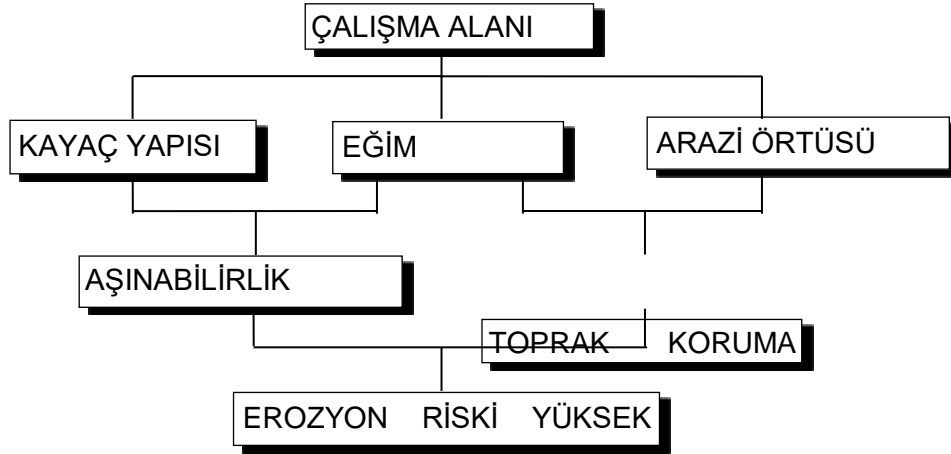 ÇALIŞMA ALANI
KAYAÇ YAPISI
EĞİM
ARAZİ ÖRTÜSÜ
AŞINABİLİRLİK
TOPRAK KORUMA
EROZYON RİSKİ YÜKSEK